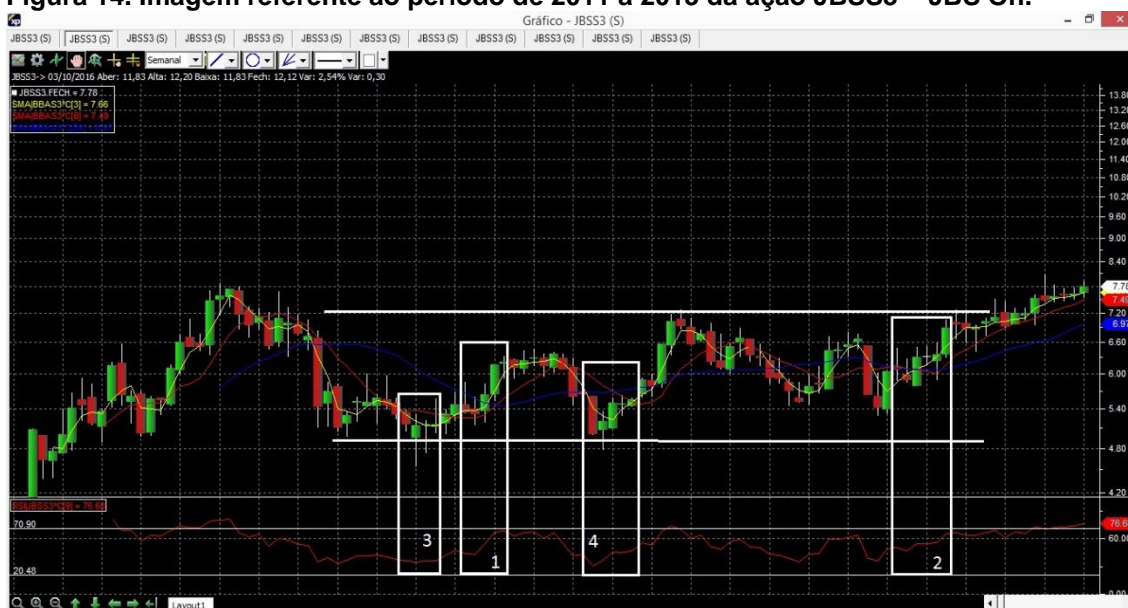 Figura 14. Imagem referente ao período de 2011 a 2013 da ação JBSS3 – JBS On.
xp
Gráfico - JBSS3 (S)
JBSS3 (S) JBSS3 (S) JBSS3 (S) JBSS3 (S) JBSS3 (S) JBSS3 (S) JBSS3 (S) JBSS3 (S) JBSS3 (S) JBSS3 (S) JBSS3 (S) JBSS3 (S)
Semanal
JBSS3-> 03/10/2016 Aber: 11,83 Alta: 12,20 Baixa: 11,83 Fech: 12,12 Var: 2,54% Var: 0,30
JBSS3.FECH = 7.78
SMA(BBAS3*C[3] = 7.66
SMA(BBAS3*C[8] = 7.49
13.80
13.20
12.60
12.00
11.40
10.80
10.20
9.60
9.00
8.40
7.78
7.49
7.20
6.97
6.60
6.00
5.40
4.80
4.20
70.90
76.6
60.00
3
1
4
2
20.48
0.00
Layout1